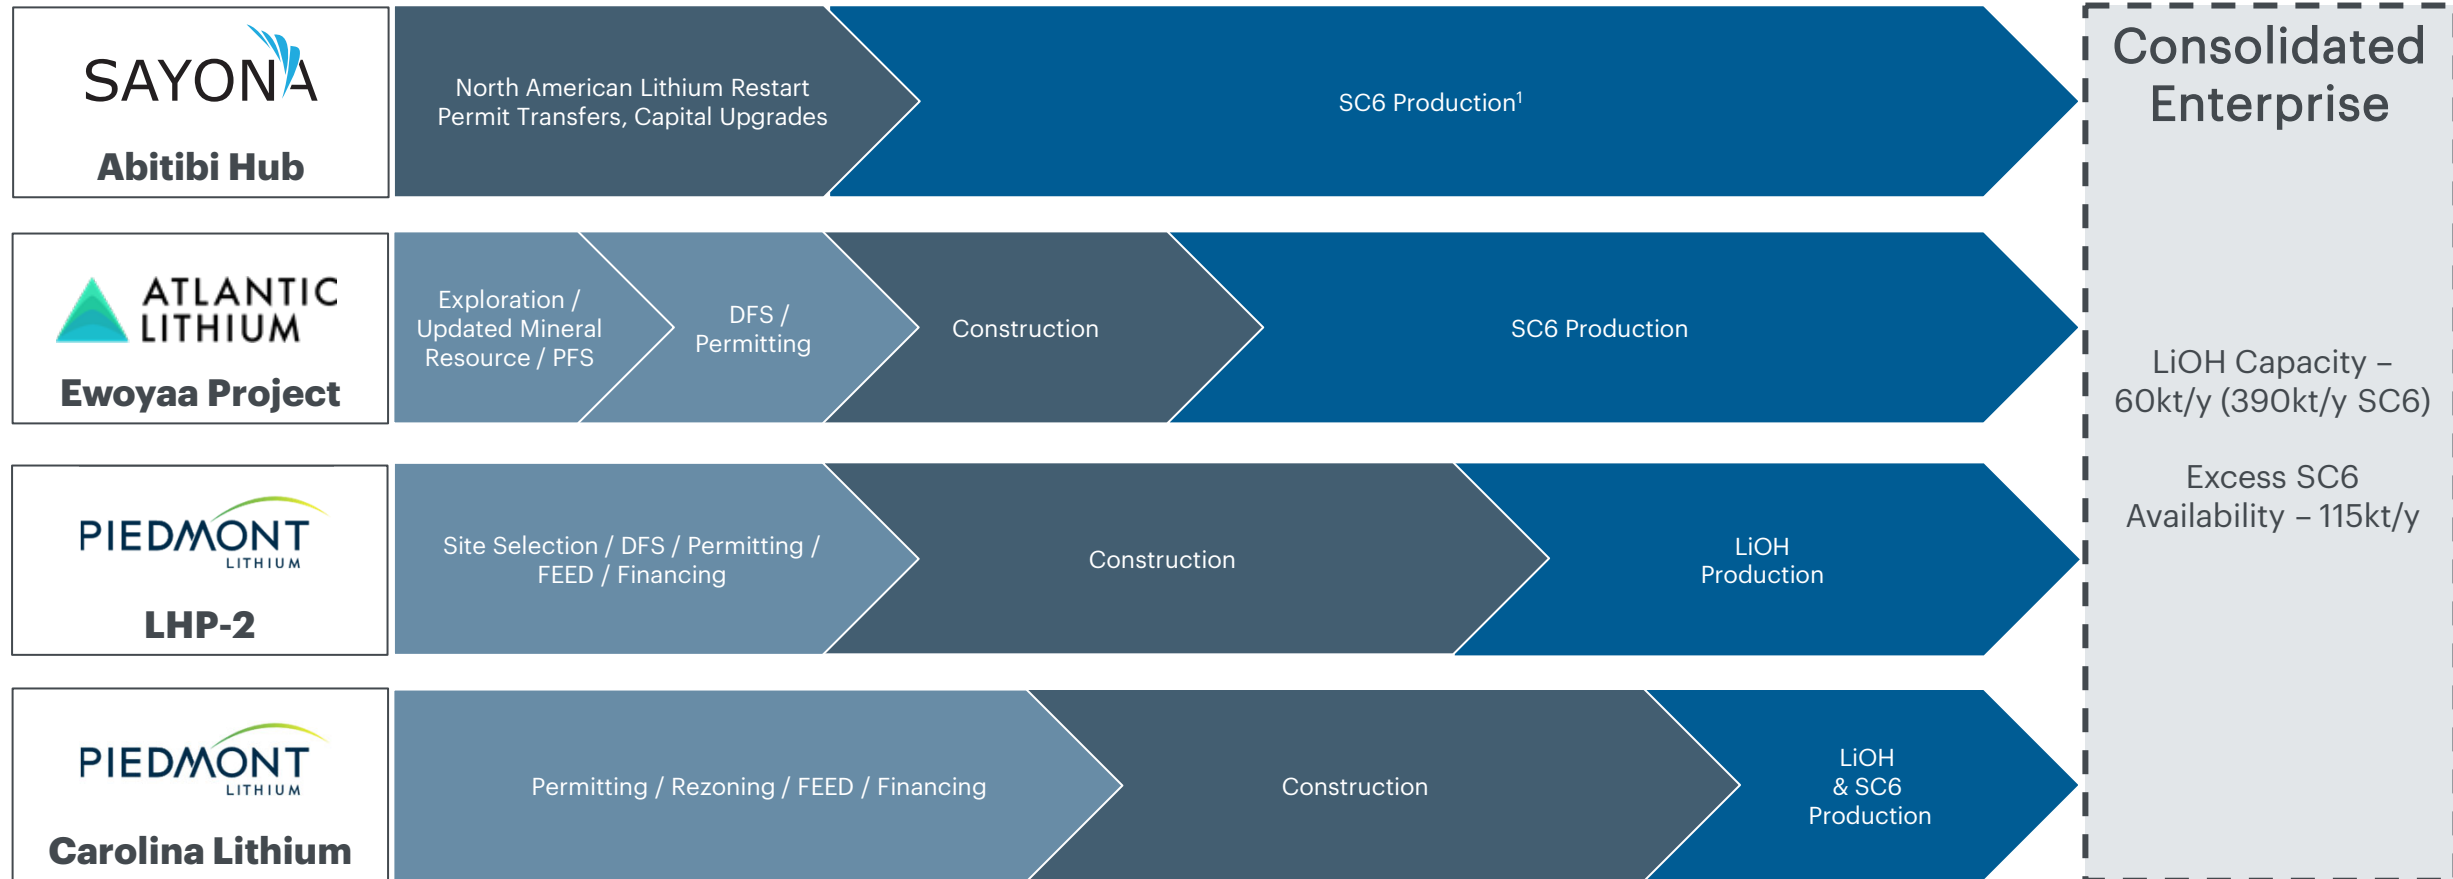 SAYONA
Abitibi Hub
North American Lithium Restart
Permit Transfers, Capital Upgrades
SC6 Production¹
ATLANTIC
LITHIUM
Ewoyaa Project
Exploration /
Updated Mineral
Resource / PFS
DFS /
Permitting
Construction
SC6 Production
PIEDMONT
LITHIUM
LHP-2
Site Selection / DFS / Permitting /
FEED / Financing
Construction
LiOH
Production
PIEDMONT
LITHIUM
Carolina Lithium
Permitting / Rezoning / FEED / Financing
Construction
LiOH
& SC6
Production
Consolidated
Enterprise
LiOH Capacity –
60kt/y (390kt/y SC6)
Excess SC6
Availability – 115kt/y